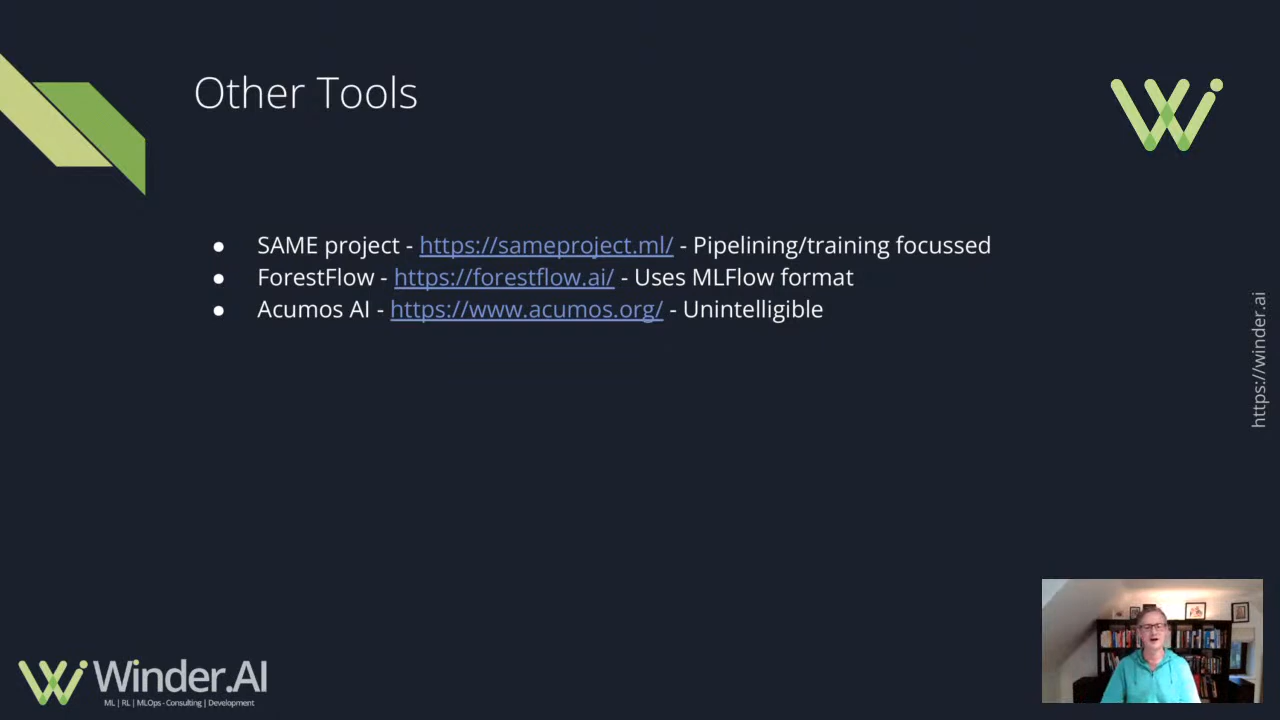 Other Tools
● SAME project - https://sameproject.ml/ - Pipelining/training focussed
● ForestFlow - https://forestflow.ai/ - Uses MLFlow format
● Acumos AI - https://www.acumos.org/ - Unintelligible
https://winder.ai
Winder.AI
ML | RL | MLOps - Consulting | Development